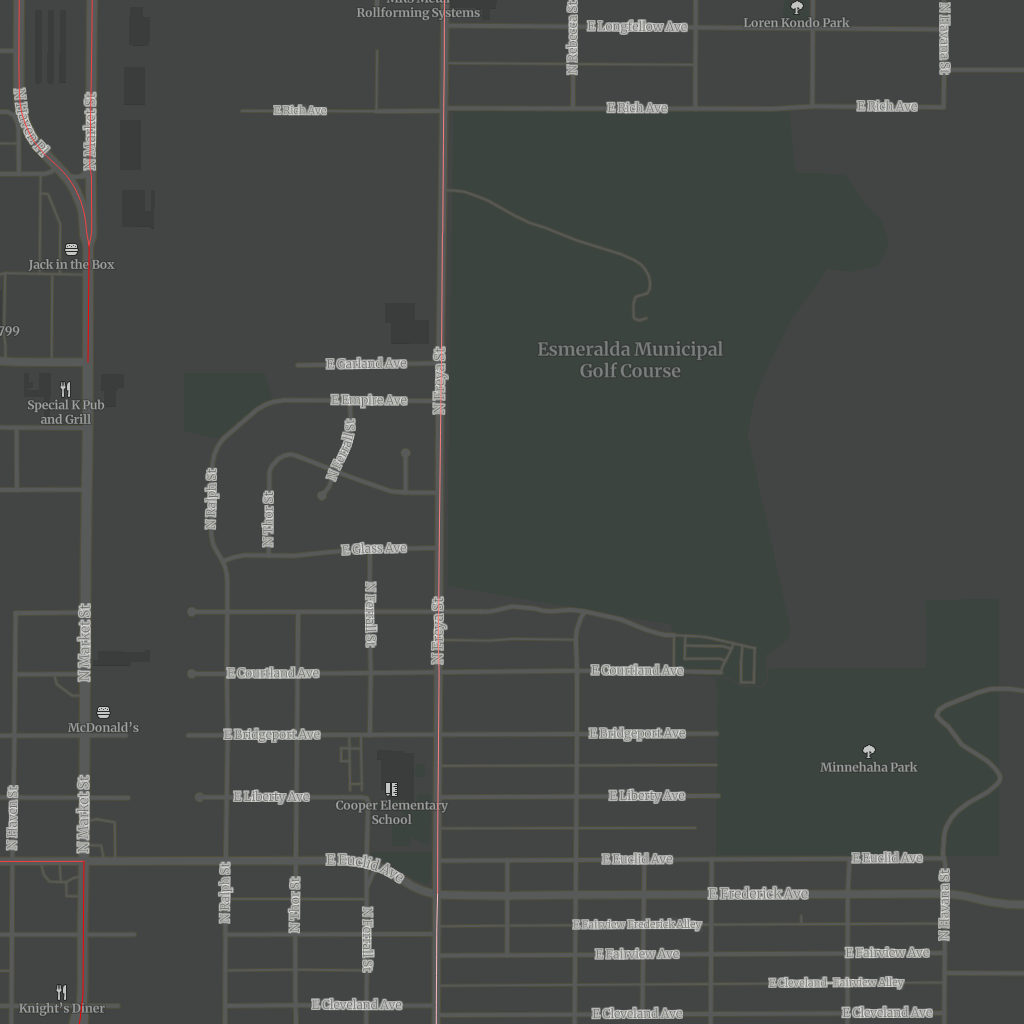 Rollforming Systems
E Longfellow Ave
N Rebecca St
Loren Kondo Park
N Havana St
E Rich Ave
E Rich Ave
E Rich Ave
N Haven Pl
N Market St
Jack in the Box
799
Esmeralda Municipal
Golf Course
E Garland Ave
N Freya St
E Empire Ave
Special K Pub
and Grill
N Forrall St
N Ralph St
N Thor St
E Glass Ave
N Ferrall St
N Market St
N Freya St
E Courtland Ave
E Courtland Ave
McDonald's
E Bridgeport Ave
E Bridgeport Ave
Minnehaha Park
N Haven St
N Market St
E Liberty Ave
E Liberty Ave
Cooper Elementary
School
E Euclid Ave
E Euclid Ave
E Euclid Ave
N Ralph St
N Thor St
N Ferrall St
E Frederick Ave
N Havana St
E Fairview Frederick Alley
E Fairview Ave
E Fairview Ave
E Cleveland-Fairview Alley
Knight's Diner
E Cleveland Ave
E Cleveland Ave
E Cleveland Ave